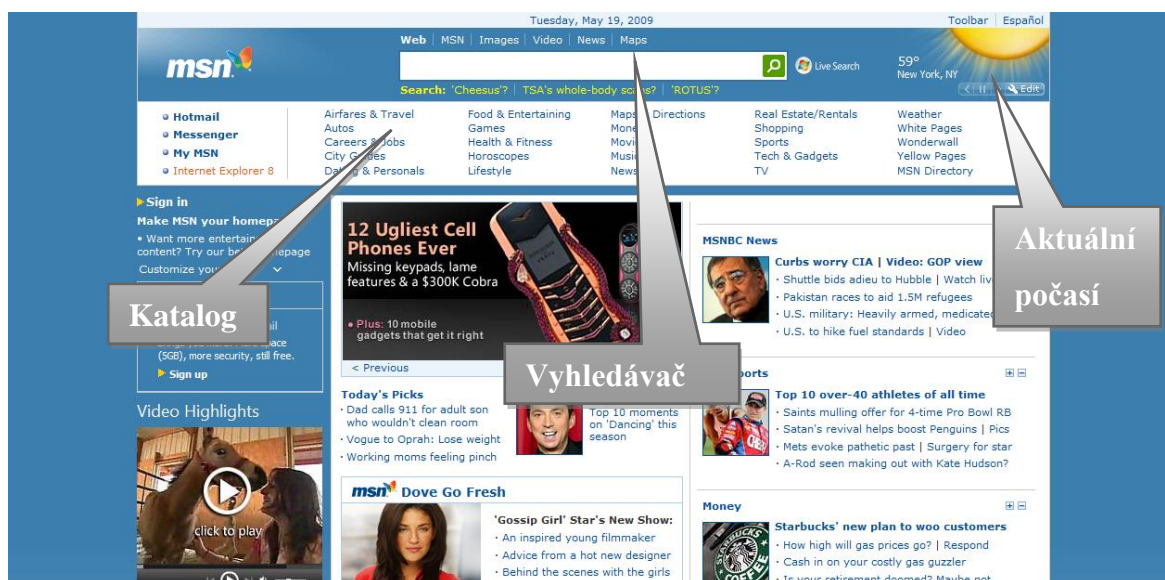 Tuesday, May 19, 2009
Toolbar | Español
Web | MSN | Images | Video | News | Maps
msn
Live Search
59°
New York, NY
Edit
Search: 'Cheesus'? | TSA's whole-body scans? | 'ROTUS'?
Hotmail
Messenger
My MSN
Internet Explorer 8
Airfares & Travel
Autos
Careers & Jobs
City Guides
Dating & Personals
Food & Entertaining
Games
Health & Fitness
Horoscopes
Lifestyle
Maps Directions
News
Real Estate/Rentals
Shopping
Sports
Tech & Gadgets
TV
Weather
White Pages
Wonderwall
Yellow Pages
MSN Directory
Katalog
Vyhledávač
Aktuální
počasí
Sign in
Make MSN your
• Want more
content? Try our
Customize
(5GB), more security, still free.
Sign up
Video Highlights
click to play
12 Ugliest Cell
Phones Ever
Missing keypads, lame
features & a $300K Cobra
• Plus: 10 mobile
gadgets that get it right
< Previous
Today's Picks
· Dad calls 911 for adult son
who wouldn't clean room
· Vogue to Oprah: Lose weight
· Working moms feeling pinch
Top 10 moments
on 'Dancing' this
season
msn Dove Go Fresh
'Gossip Girl' Star's New Show:
· An inspired young filmmaker
· Advice from a hot new designer
· Behind the scenes with the girls
MSNBC News
Curbs worry CIA | Video: GOP view
· Shuttle bids adieu to Hubble | Watch
· Pakistan races to aid 1.5M refugees
· U.S. military: Heavily armed, medicated
· U.S. to hike fuel standards | Video
Top 10 over-40 athletes of all time
· Saints mulling offer for 4-time Pro Bowl RB
· Satan's revival helps boost Penguins | Pics
· Mets evoke pathetic past | Surgery for star
· A-Rod seen making out with Kate Hudson?
Money
Starbucks' new plan to woo customers
· How high will gas prices go? | Respond
· Cash in on your costly gas guzzler
· Is your retirement doomed? Maybe not
STARBUCKS
COFFEE